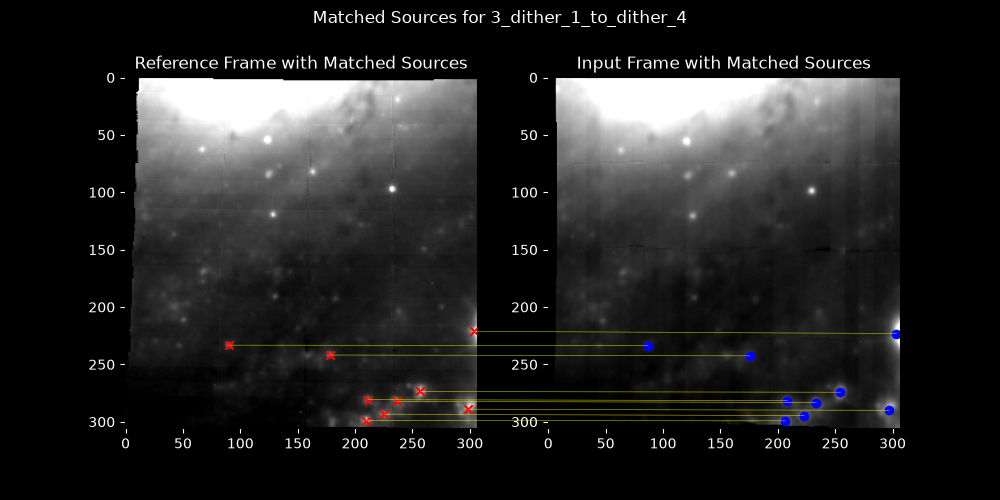 Matched Sources for 3_dither_1_to_dither_4
Reference Frame with Matched Sources
Input Frame with Matched Sources
0
50
100
150
200
250
300
0
50
100
150
200
250
300
0 50 100 150 200 250 300
0 50 100 150 200 250 300